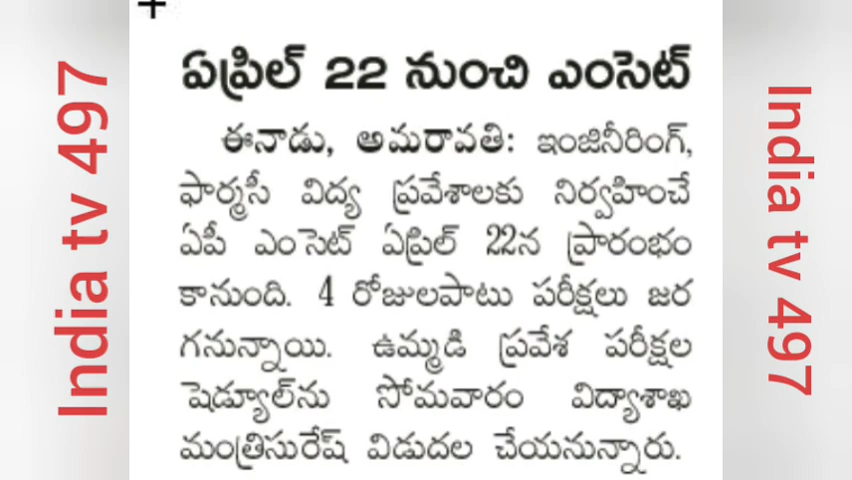 India tv 497
ఏప్రిల్ 22 నుంచి ఎంసెట్
ఈనాడు, అమరావతి: ఇంజినీరింగ్,
ఫార్మసీ విద్య ప్రవేశాలకు నిర్వహించే
ఏపీ ఎంసెట్ ఏప్రిల్ 22న ప్రారంభం
కానుంది. 4 రోజులపాటు పరీక్షలు జర
గనున్నాయి. ఉమ్మడి ప్రవేశ పరీక్షల
షెడ్యూల్‌ను సోమవారం విద్యాశాఖ
మంత్రిసురేష్ విడుదల చేయనున్నారు.
India tv 497